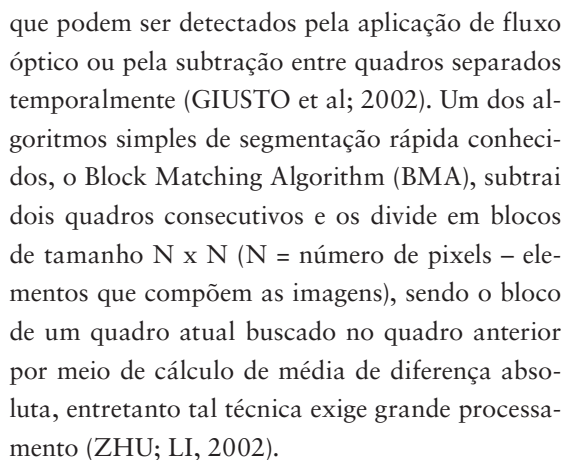 que podem ser detectados pela aplicação de fluxo
óptico ou pela subtração entre quadros separados
temporalmente (GIUSTO et al; 2002). Um dos al-
goritmos simples de segmentação rápida conheci-
dos, o Block Matching Algorithm (BMA), subtrai
dois quadros consecutivos e os divide em blocos
de tamanho N x N (N = número de pixels – ele-
mentos que compõem as imagens), sendo o bloco
de um quadro atual buscado no quadro anterior
por meio de cálculo de média de diferença abso-
luta, entretanto tal técnica exige grande processa-
mento (ZHU; LI, 2002).